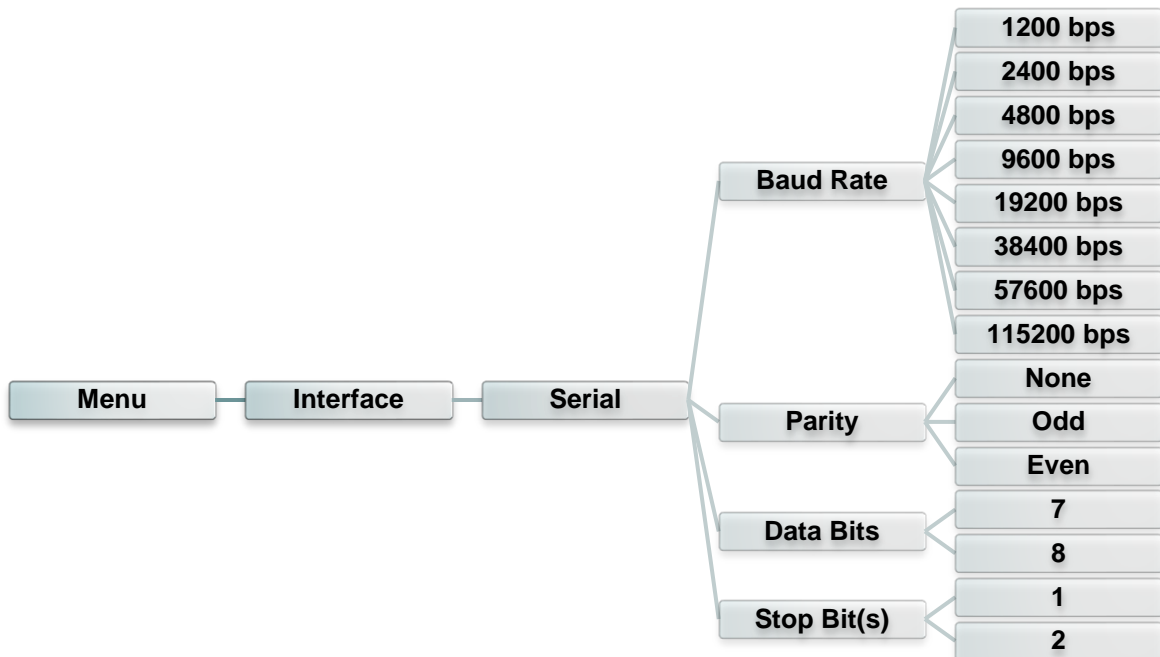 1200 bps
2400 bps
4800 bps
9600 bps
Baud Rate
19200 bps
38400 bps
57600 bps
115200 bps
Menu
Interface
Serial
None
Parity
Odd
Even
Data Bits
7
8
Stop Bit(s)
1
2